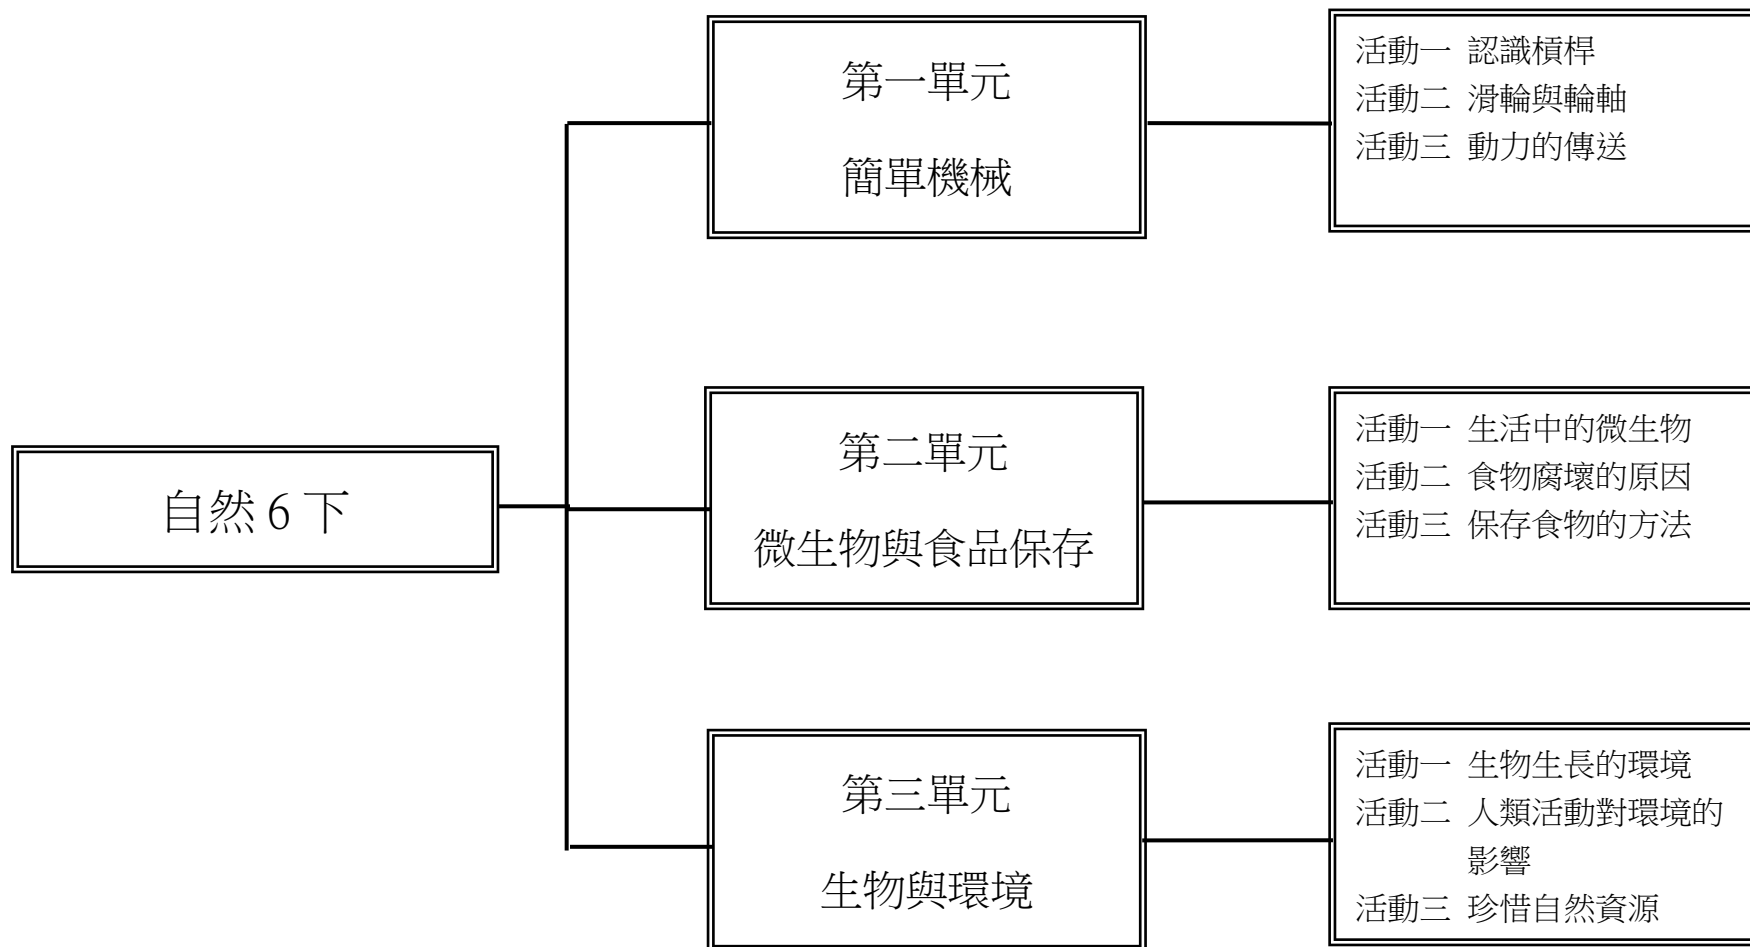 自然6下
第一單元
簡單機械
活動一 認識槓桿
活動二 滑輪與輪軸
活動三 動力的傳送
第二單元
微生物與食品保存
活動一 生活中的微生物
活動二 食物腐壞的原因
活動三 保存食物的方法
第三單元
生物與環境
活動一 生物生長的環境
活動二 人類活動對環境的
影響
活動三 珍惜自然資源